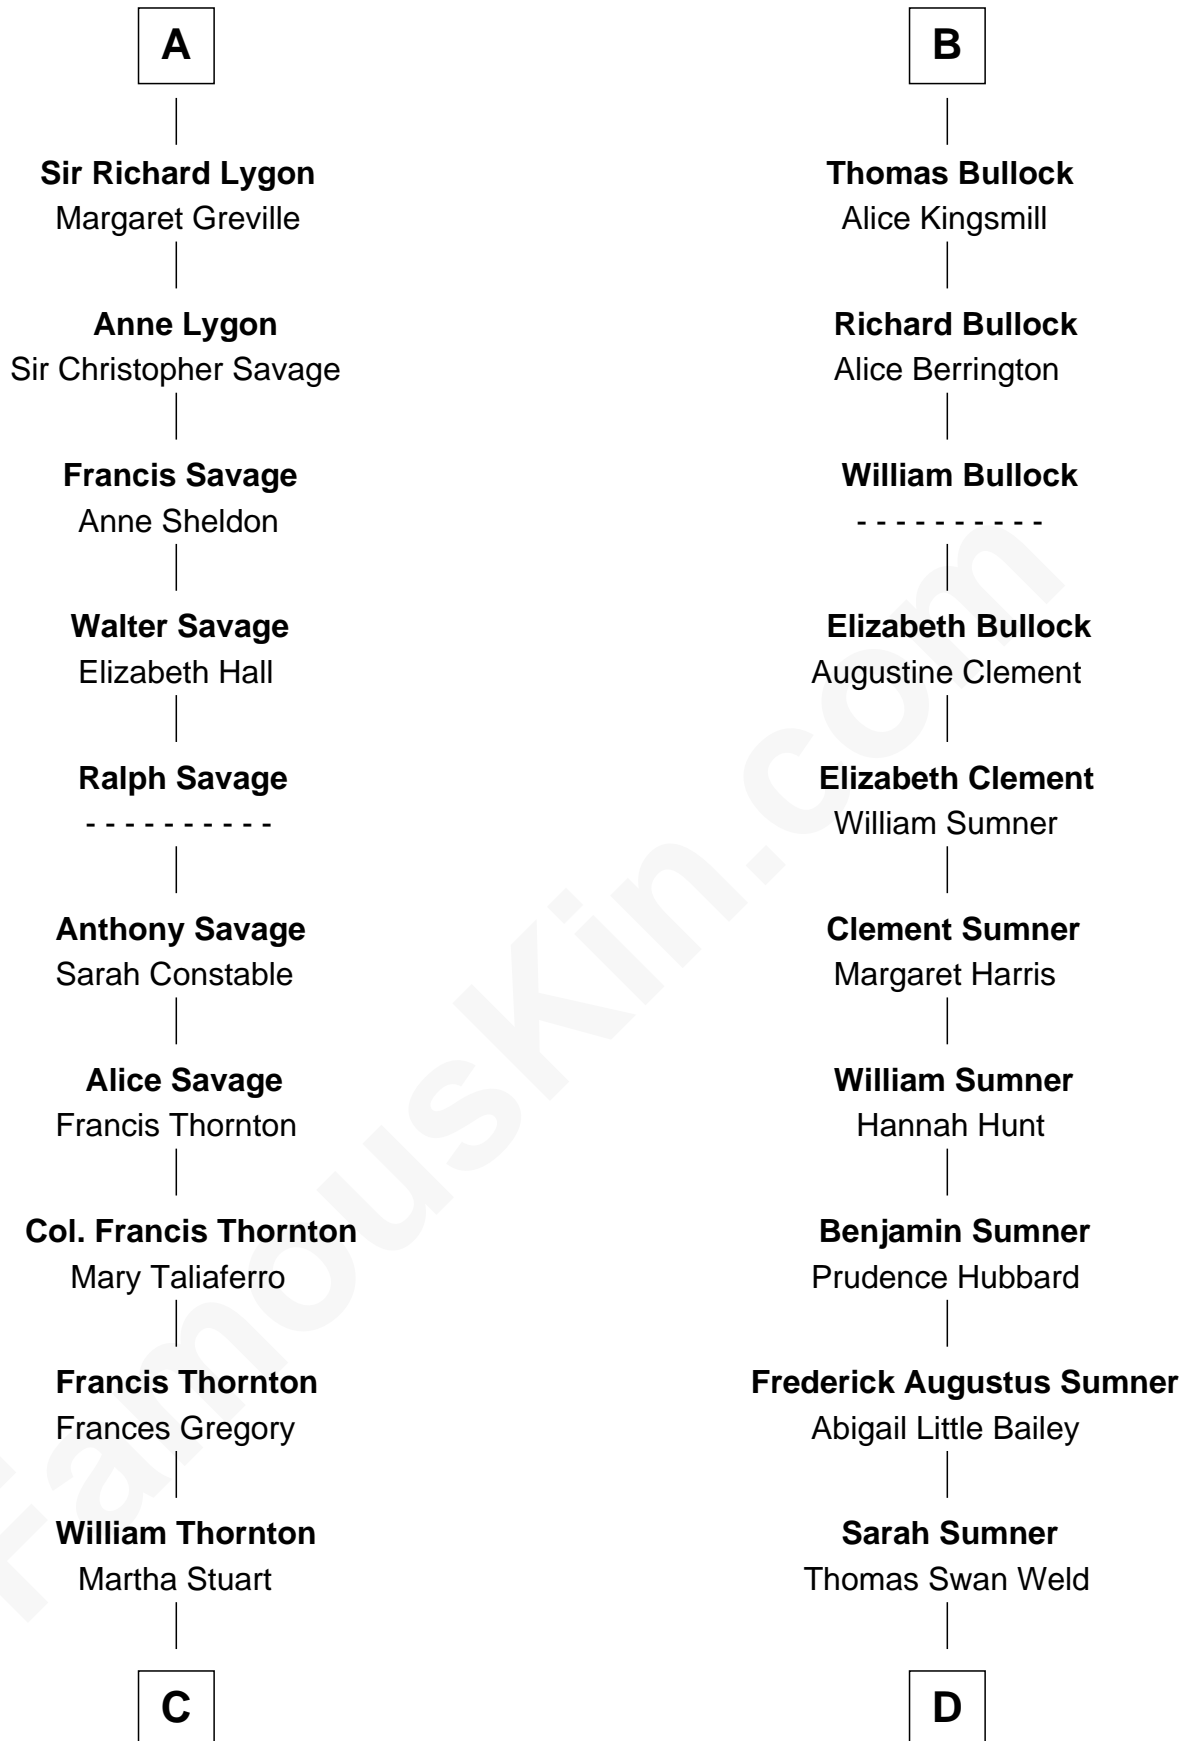 A
Sir Richard Lygon
Margaret Greville
Anne Lygon
Sir Christopher Savage
Francis Savage
Anne Sheldon
Walter Savage
Elizabeth Hall
Ralph Savage
- - - - - - - - - -
Anthony Savage
Sarah Constable
Alice Savage
Francis Thornton
Col. Francis Thornton
Mary Taliaferro
Francis Thornton
Frances Gregory
William Thornton
Martha Stuart
C
B
Thomas Bullock
Alice Kingsmill
Richard Bullock
Alice Berrington
William Bullock
- - - - - - - - - -
Elizabeth Bullock
Augustine Clement
Elizabeth Clement
William Sumner
Clement Sumner
Margaret Harris
William Sumner
Hannah Hunt
Benjamin Sumner
Prudence Hubbard
Frederick Augustus Sumner
Abigail Little Bailey
Sarah Sumner
Thomas Swan Weld
D
FamousKin.com